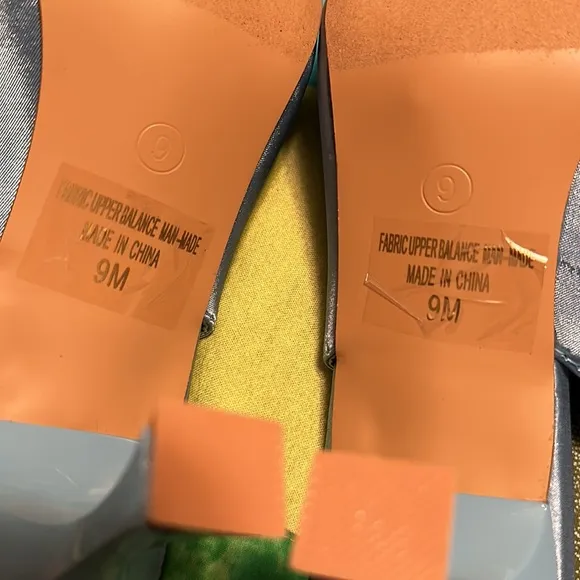 9
FABRIC UPPER BALANCE MAN-MADE
MADE IN CHINA
9M
9
FABRIC UPPER BALANCE MAN-MADE
MADE IN CHINA
9M